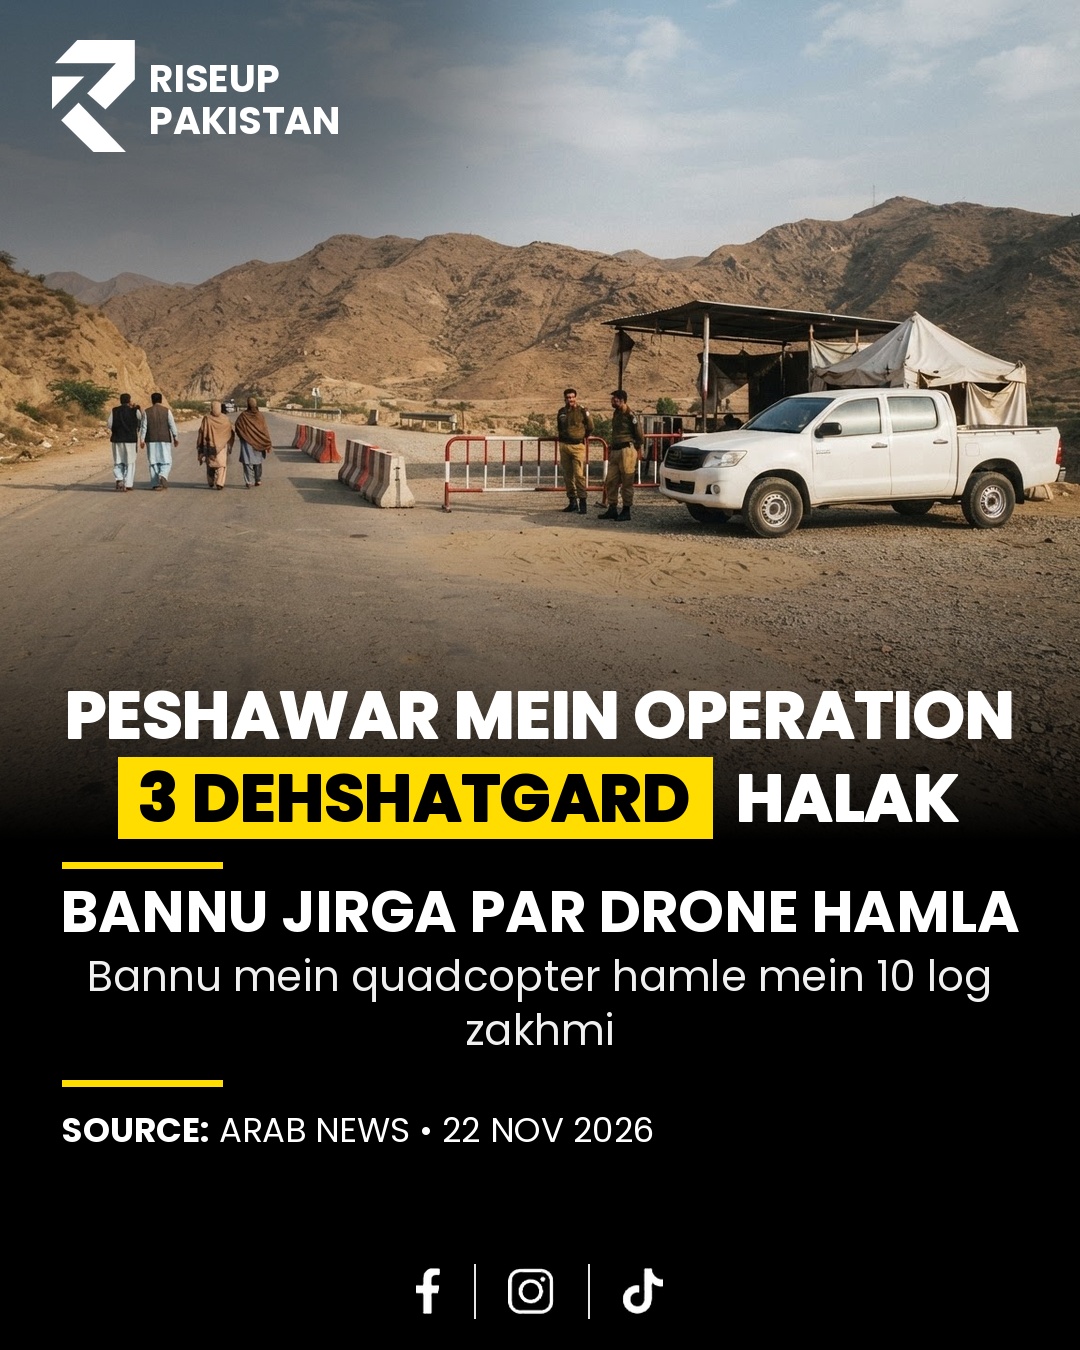 RISEUP
PAKISTAN
PESHAWAR MEIN OPERATION
3 DEHSHATGARD HALAK
BANNU JIRGA PAR DRONE HAMLA
Bannu mein quadcopter hamle mein 10 log
zakhmi
SOURCE: ARAB NEWS • 22 NOV 2026